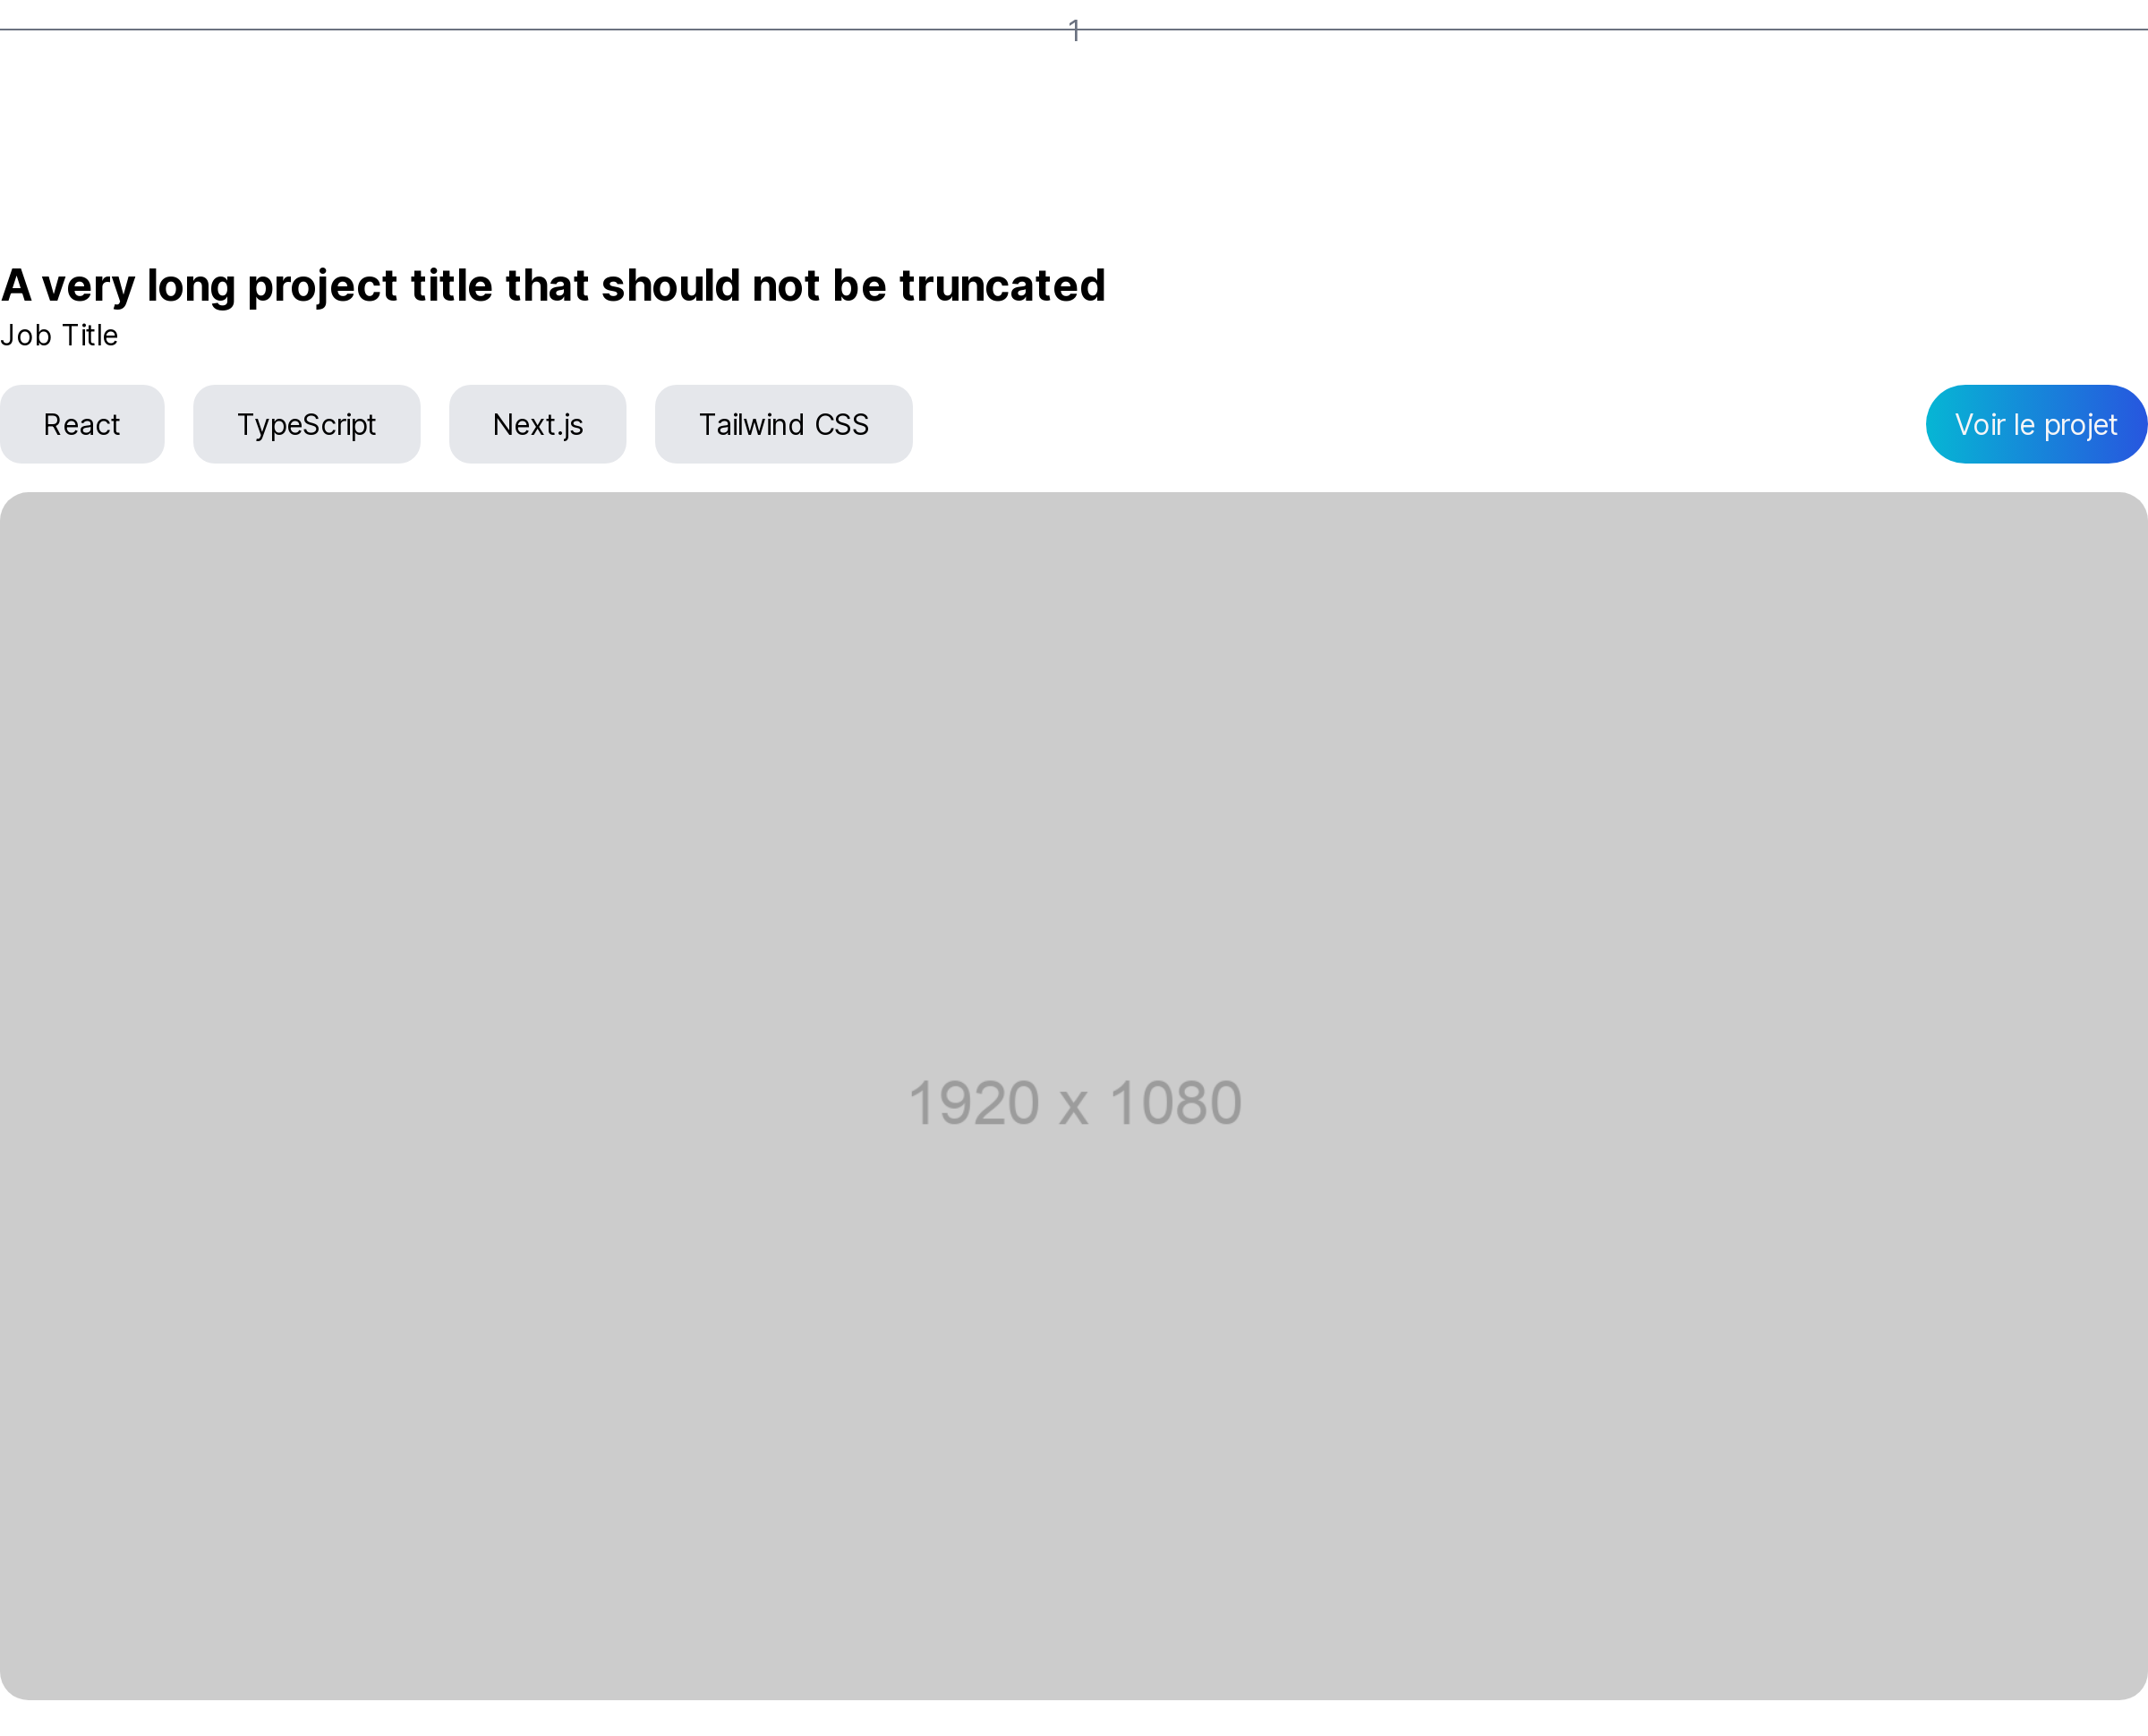 1
A very long project title that should not be truncated
Job Title
React TypeScript Next.js Tailwind CSS Voir le projet
1920 x 1080